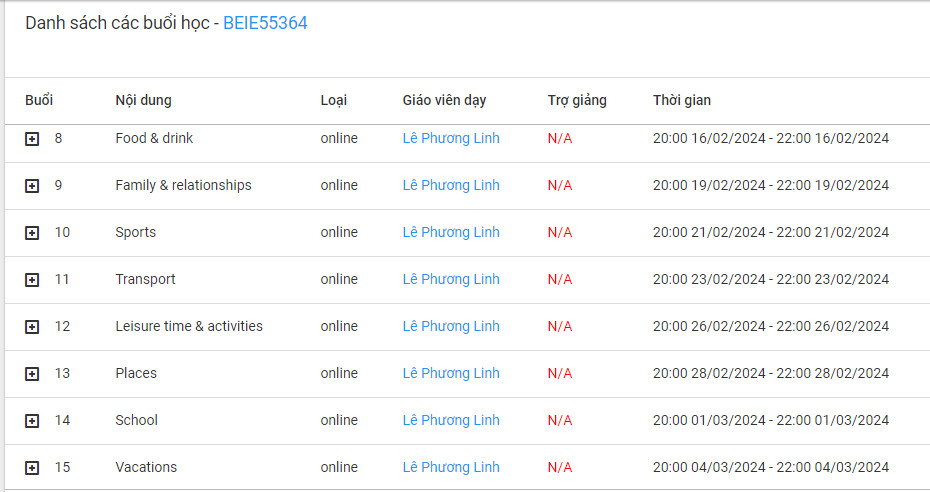 Danh sách các buổi học - BEIE55364
Buổi Nội dung Loại Giáo viên dạy Trợ giảng Thời gian
8 Food & drink online Lê Phương Linh N/A 20:00 16/02/2024 - 22:00 16/02/2024
9 Family & relationships online Lê Phương Linh N/A 20:00 19/02/2024 - 22:00 19/02/2024
10 Sports online Lê Phương Linh N/A 20:00 21/02/2024 - 22:00 21/02/2024
11 Transport online Lê Phương Linh N/A 20:00 23/02/2024 - 22:00 23/02/2024
12 Leisure time & activities online Lê Phương Linh N/A 20:00 26/02/2024 - 22:00 26/02/2024
13 Places online Lê Phương Linh N/A 20:00 28/02/2024 - 22:00 28/02/2024
14 School online Lê Phương Linh N/A 20:00 01/03/2024 - 22:00 01/03/2024
15 Vacations online Lê Phương Linh N/A 20:00 04/03/2024 - 22:00 04/03/2024